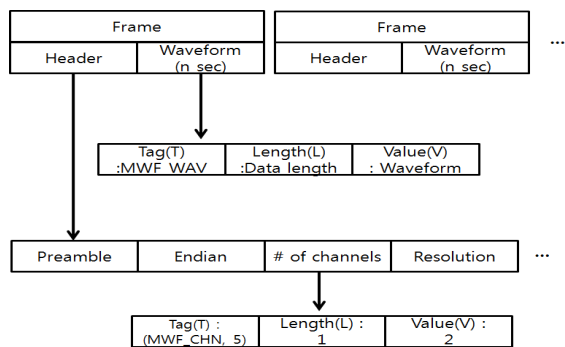 Frame
Frame
Header
Waveform
(n sec)
Header
Waveform
(n sec)
...
Tag(T)
:MWF_WAV
Length(L)
:Data length
Value(V)
: Waveform
Preamble
Endian
# of channels
Resolution
...
Tag(T) :
(MWF_CHN, 5)
Length(L) :
1
Value(V) :
2